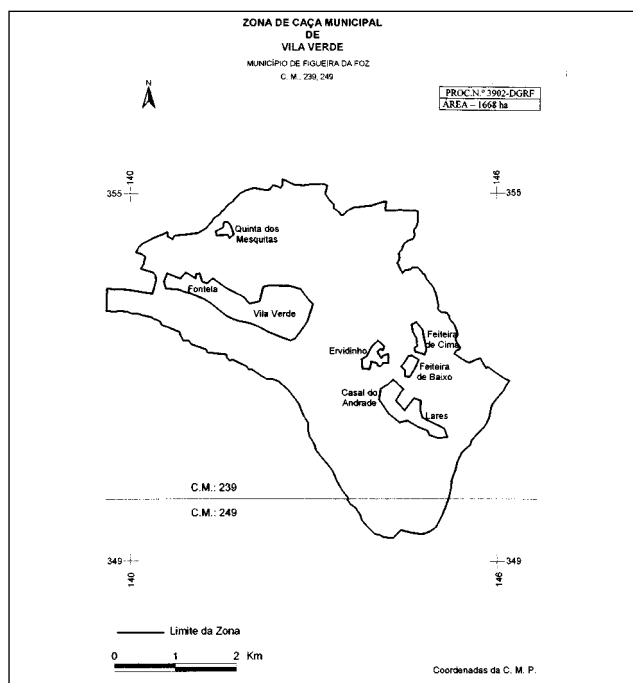 ZONA DE CAÇA MUNICIPAL
DE
VILA VERDE
MUNICÍPIO DE FIGUEIRA DA FOZ
C. M.: 239, 249
N
PROC.N.º 3902-DGRF
ÁREA – 1668 ha
140
146
355
355
Quinta dos
Mesquitas
Fontela
Vila Verde
Feiteira
de Cima
Ervidinho
Feiteira
de Baixo
Casal do
Andrade
Lares
C.M.: 239
C.M.: 249
349
349
140
146
Limite da Zona
0 1 2 Km
Coordenadas da C. M. P.